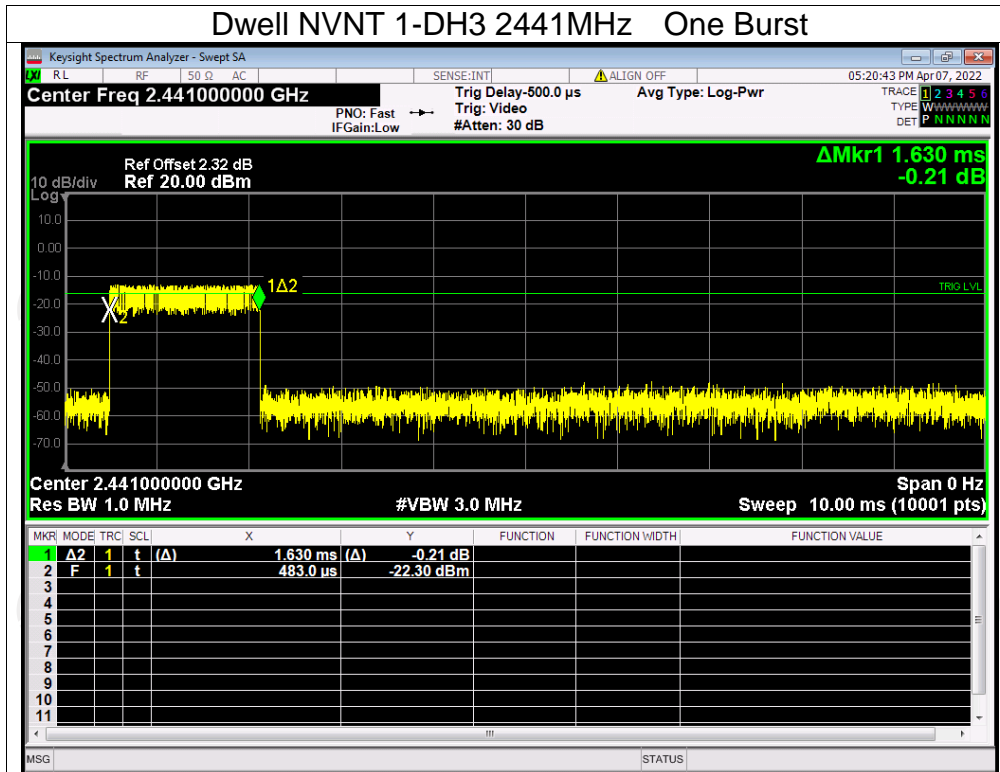 Dwell NVNT 1-DH3 2441MHz One Burst
Keysight Spectrum Analyzer - Swept SA
LXI RL RF 50 Ω AC SENSE:INT ALIGN OFF 05:20:43 PM Apr 07, 2022
Center Freq 2.441000000 GHz Trig Delay-500.0 µs Avg Type: Log-Pwr TRACE 1 2 3 4 5 6
PNO: Fast Trig: Video TYPE WWWWWW
IFGain:Low #Atten: 30 dB DET P N N N N N
ΔMkr1 1.630 ms
Ref Offset 2.32 dB
10 dB/div Ref 20.00 dBm -0.21 dB
Log
10.0
0.00
-10.0
1Δ2
TRIG LVL
-20.0
2
-30.0
-40.0
-50.0
-60.0
-70.0
Center 2.441000000 GHz Span 0 Hz
Res BW 1.0 MHz #VBW 3.0 MHz Sweep 10.00 ms (10001 pts)
MKR MODE TRC SCL X Y FUNCTION FUNCTION WIDTH FUNCTION VALUE
1 Δ2 1 t (Δ) 1.630 ms (Δ) -0.21 dB
2 F 1 t 483.0 µs -22.30 dBm
3
4
5
6
7
8
9
10
11
MSG STATUS